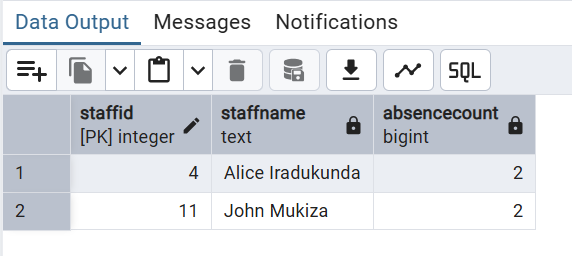 Data Output Messages Notifications
SQL
staffid staffname absencecount
[PK] integer text bigint
1 4 Alice Iradukunda 2
2 11 John Mukiza 2